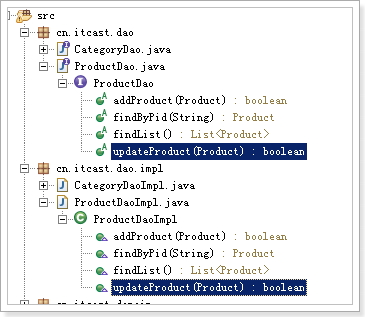 src
cn.itcast.dao
CategoryDao.java
ProductDao.java
ProductDao
addProduct(Product) : boolean
findByPid(String) : Product
findList() : List<Product>
updateProduct(Product) : boolean
cn.itcast.dao.impl
CategoryDaoImpl.java
ProductDaoImpl.java
ProductDaoImpl
addProduct(Product) : boolean
findByPid(String) : Product
findList() : List<Product>
updateProduct(Product) : boolean